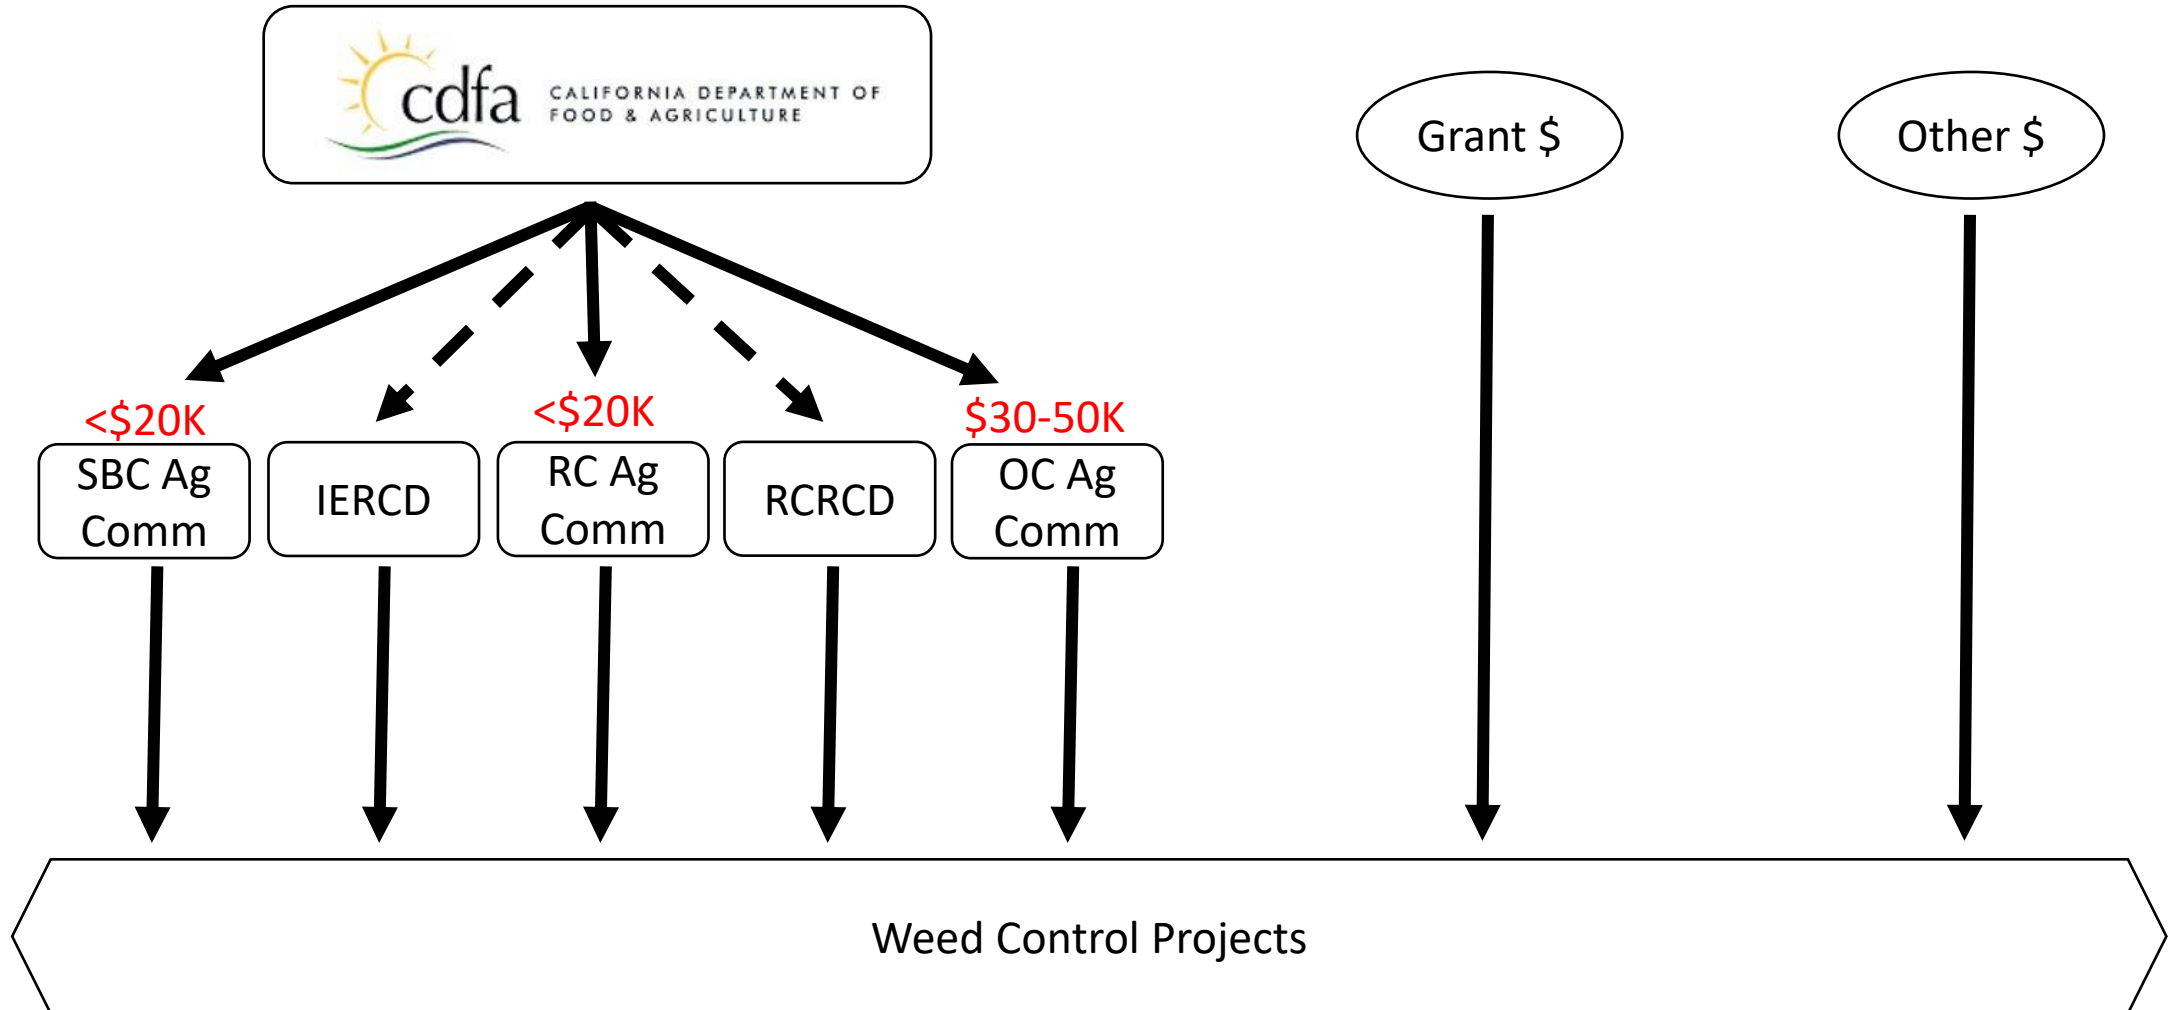 cdfa
CALIFORNIA DEPARTMENT OF
FOOD & AGRICULTURE
Grant $
Other $
<$20K
<$20K
$30-50K
SBC Ag
Comm
IERCD
RC Ag
Comm
RCRCD
OC Ag
Comm
Weed Control Projects